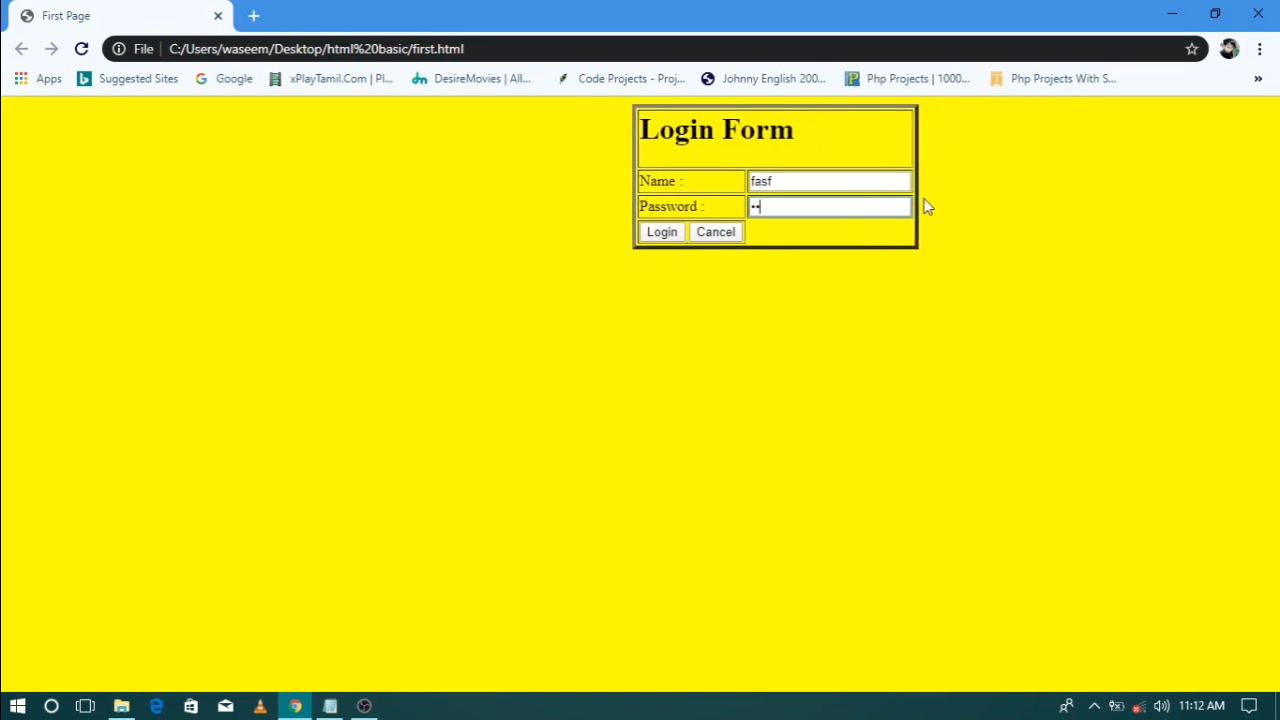 First Page
File C:/Users/waseem/Desktop/html%20basic/first.html
Apps Suggested Sites Google xPlayTamil.Com | Pl... DesireMovies | All... Code Projects - Proj... Johnny English 200... Php Projects | 1000... Php Projects With S...
Login Form
Name : fasf
Password : ••
Login Cancel
11:12 AM